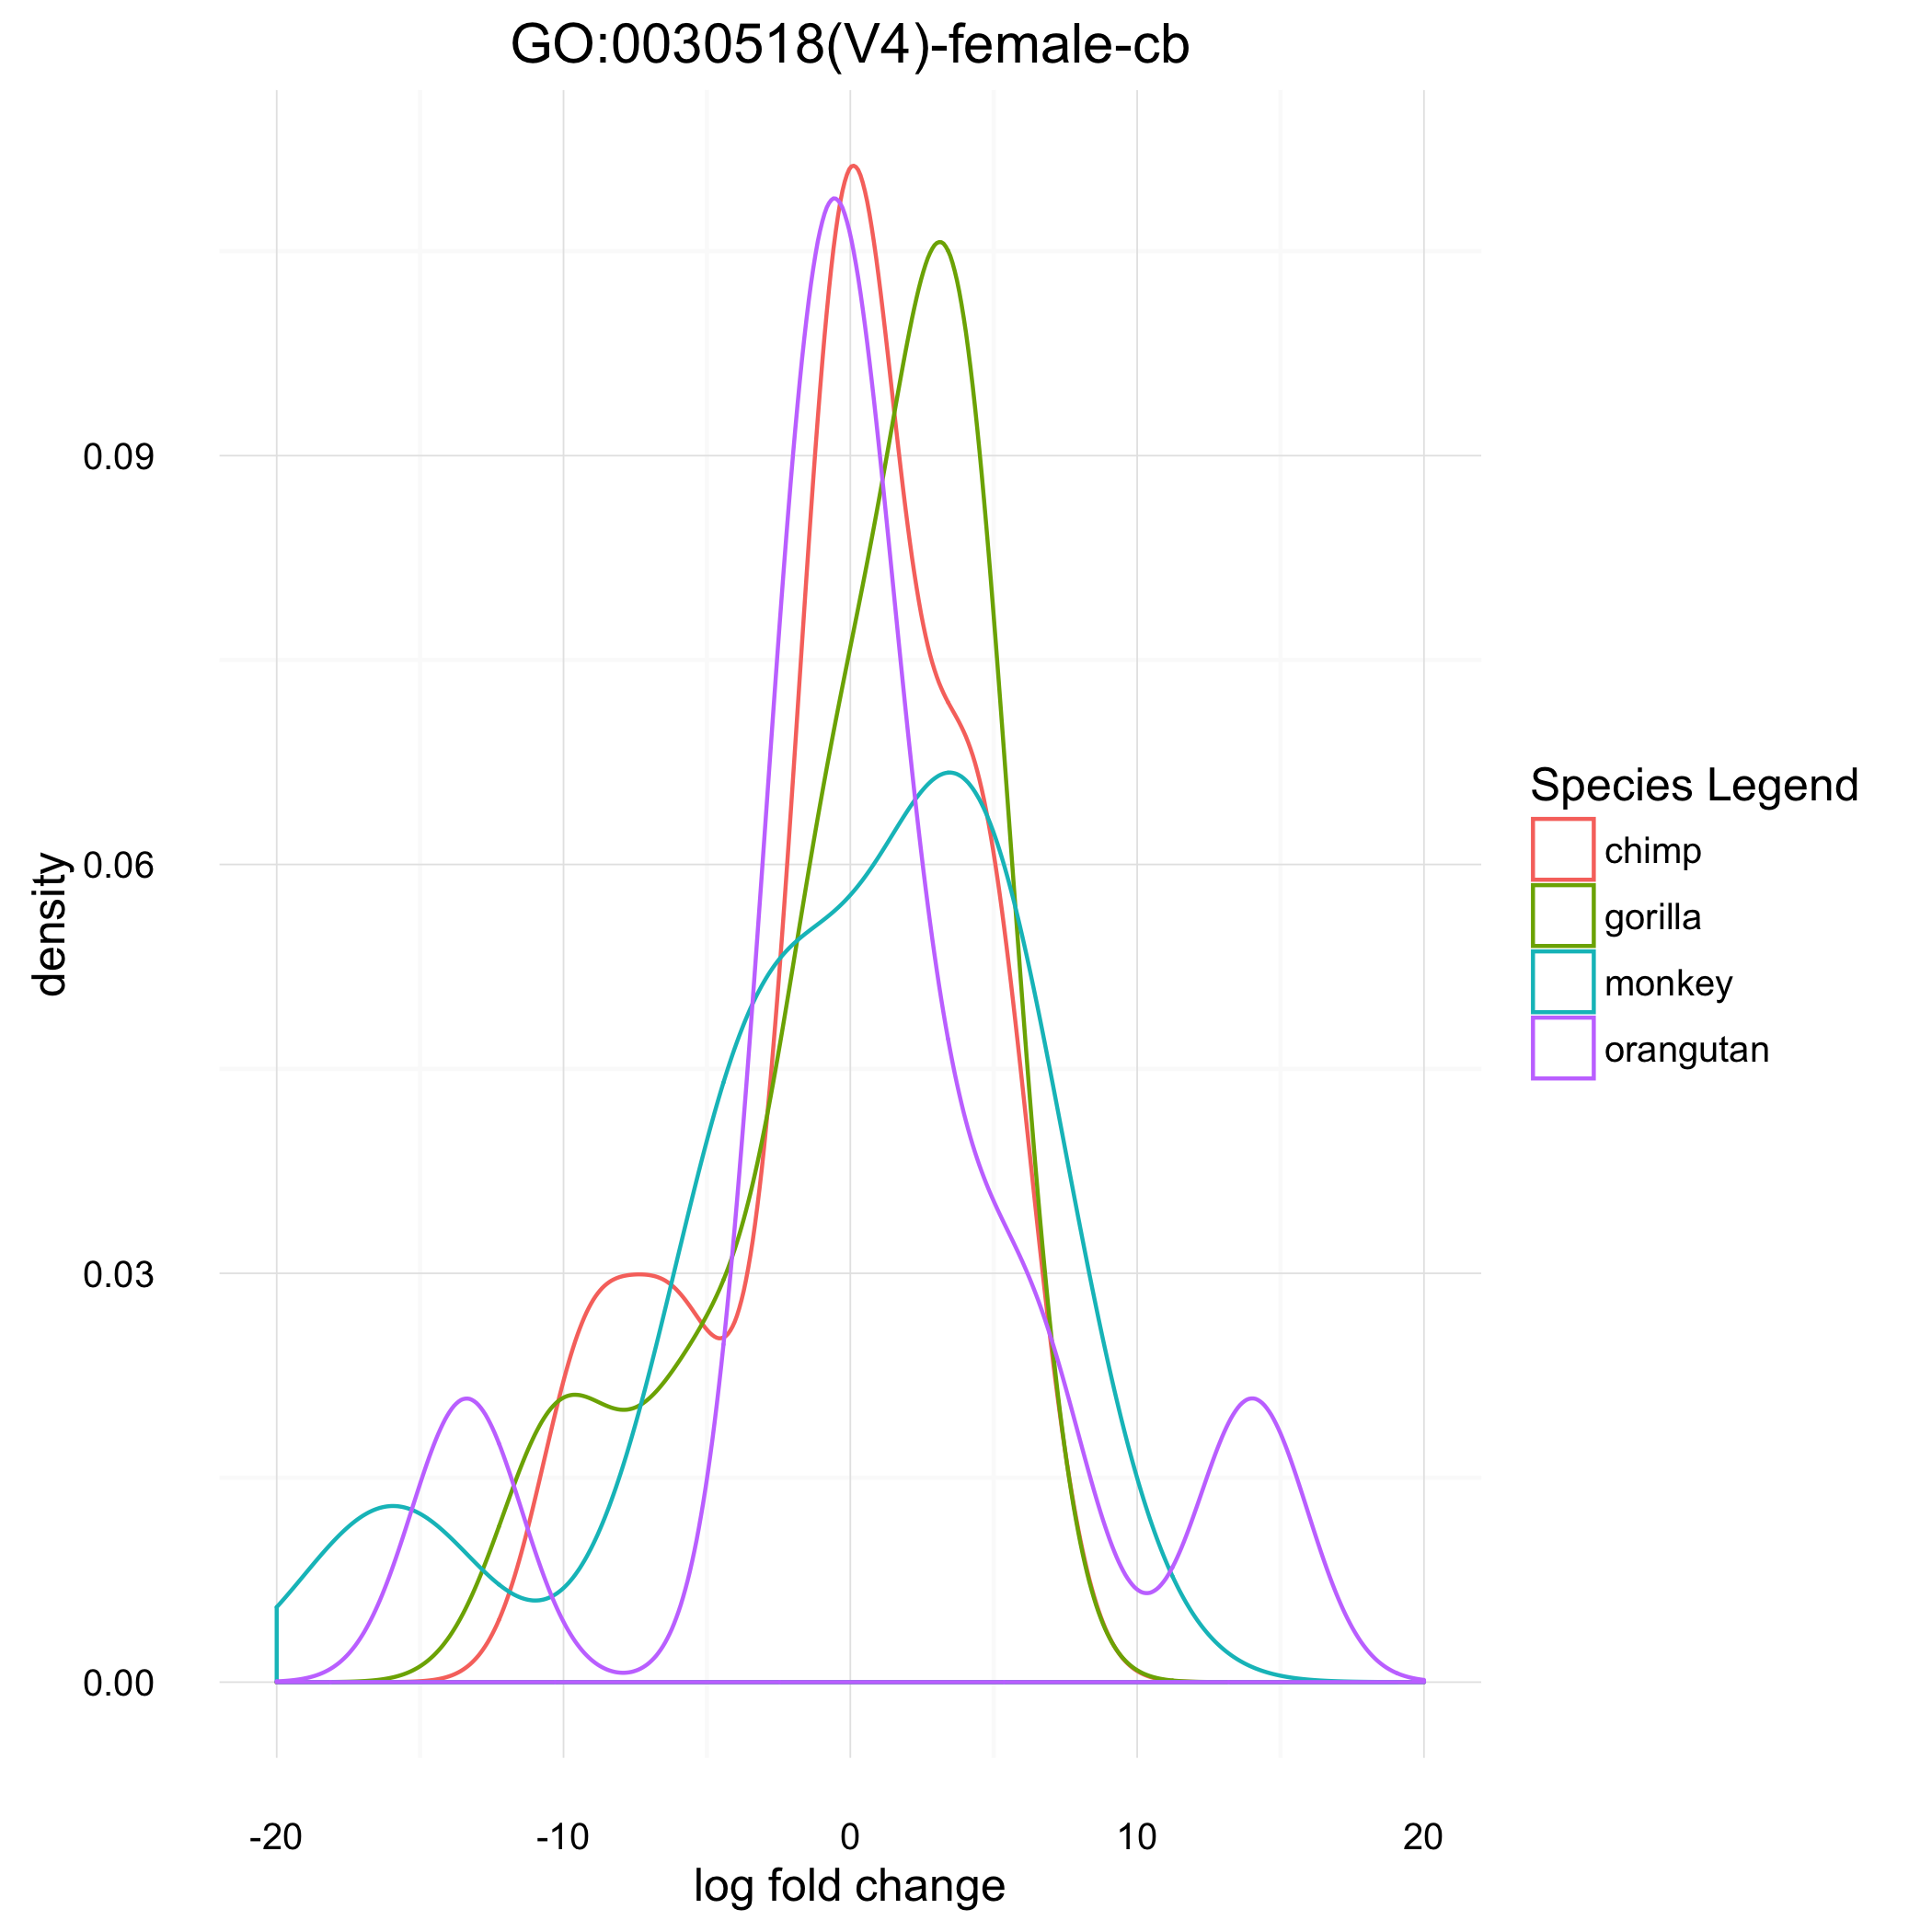 GO:0030518(V4)-female-cb
0.09
0.06
0.03
0.00
density
-20
-10
0
10
20
log fold change
Species Legend
chimp
gorilla
monkey
orangutan